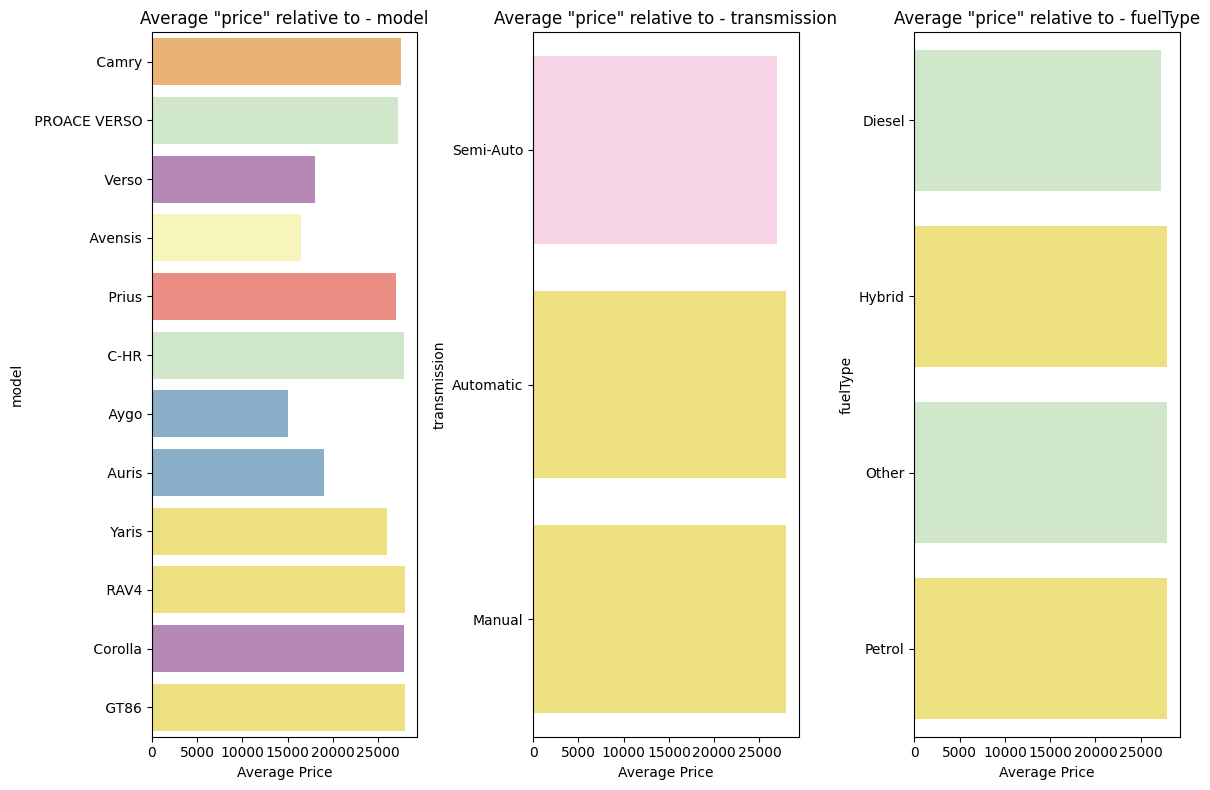 Average "price" relative to - model
Camry
PROACE VERSO
Verso
Avensis
Prius
C-HR
Aygo
Auris
Yaris
RAV4
Corolla
GT86
model
0 5000 10000 15000 20000 25000
Average Price
Average "price" relative to - transmission
Semi-Auto
Automatic
Manual
transmission
0 5000 10000 15000 20000 25000
Average Price
Average "price" relative to - fuelType
Diesel
Hybrid
Other
Petrol
fuelType
0 5000 10000 15000 20000 25000
Average Price